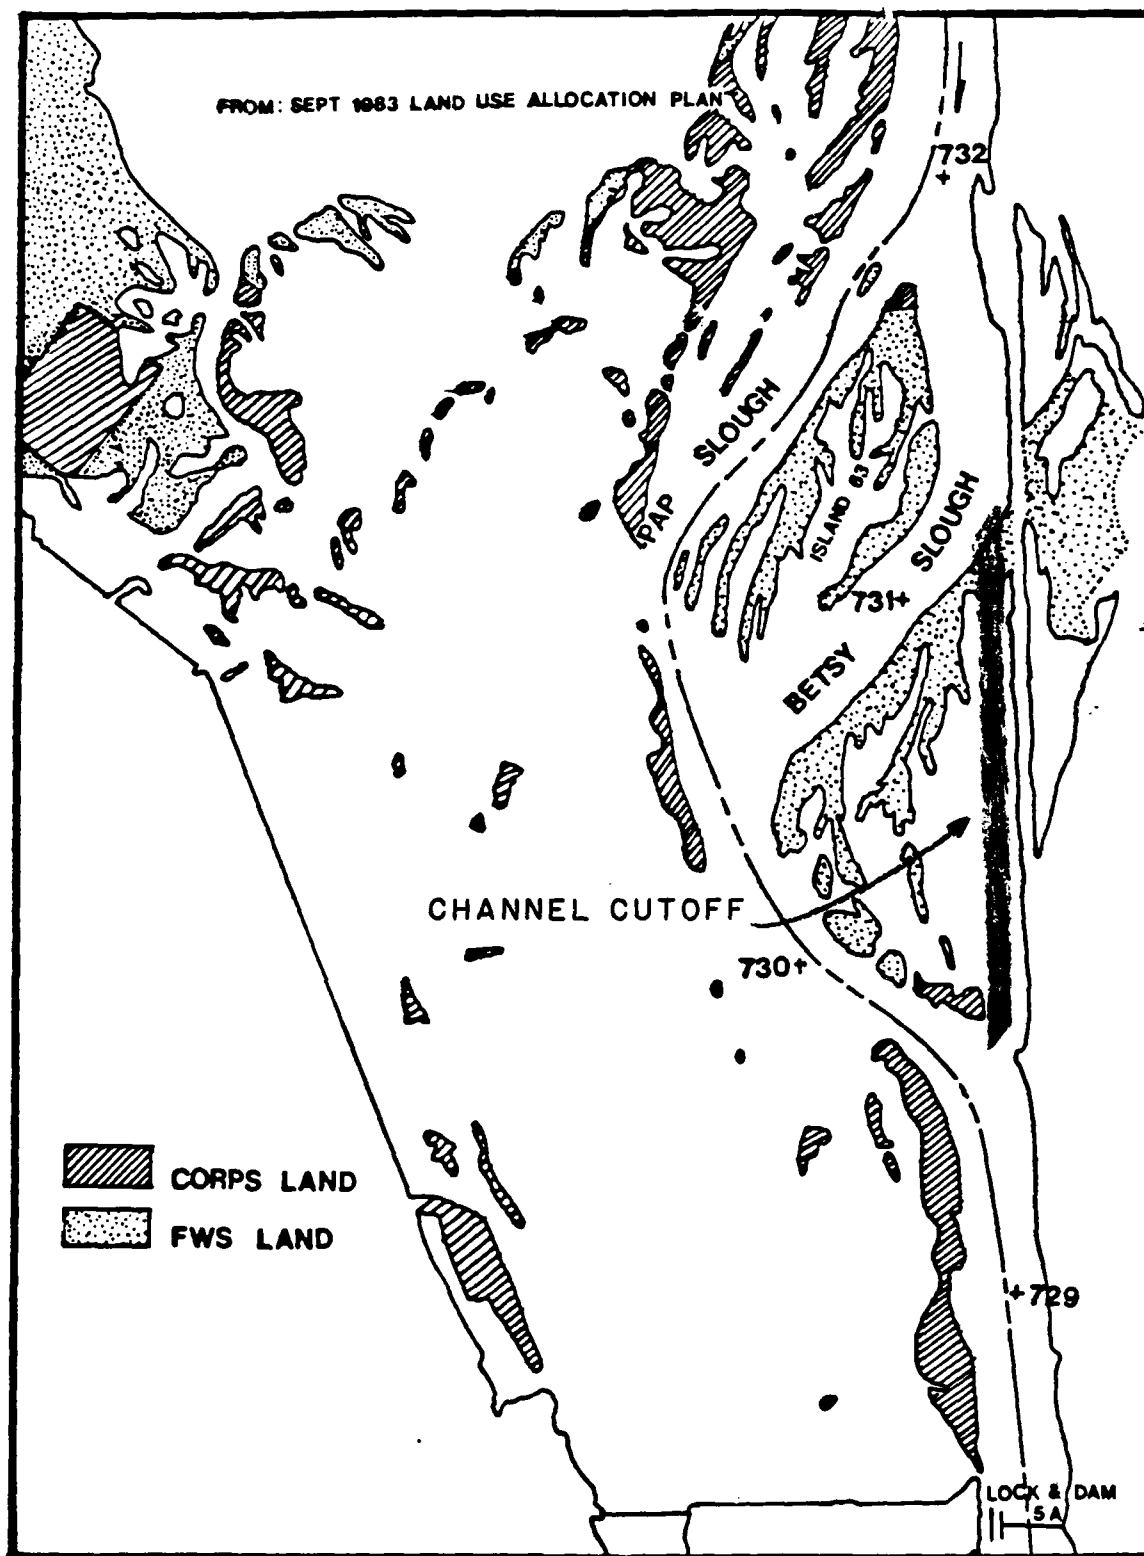 FROM: SEPT 1983 LAND USE ALLOCATION PLAN
732
PAP SLOUGH
ISLAND 63
BETSY SLOUGH
731+
CHANNEL CUTOFF
730+
CORPS LAND
FWS LAND
+729
LOCK & DAM
5A